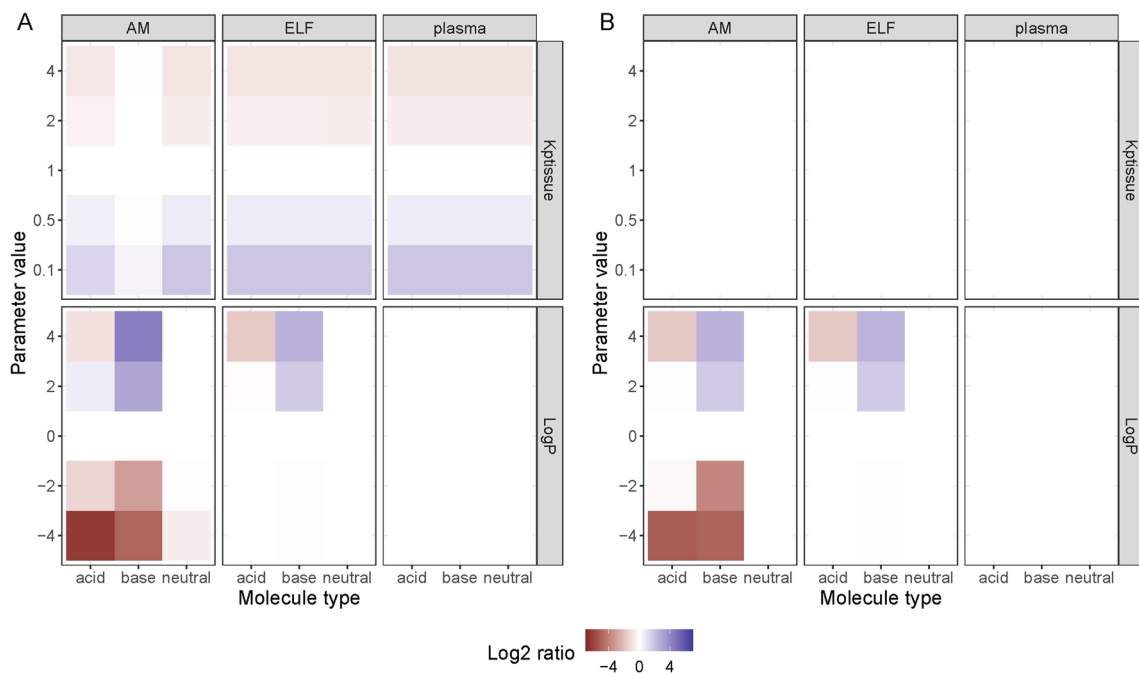 A
AM
ELF
plasma
Parameter value
4
2
1
0.5
0.1
Kptissue
4
2
0
−2
−4
LogP
acid base neutral
acid base neutral
acid base neutral
Molecule type
B
AM
ELF
plasma
Parameter value
4
2
1
0.5
0.1
Kptissue
4
2
0
−2
−4
LogP
acid base neutral
acid base neutral
acid base neutral
Molecule type
Log2 ratio
−4 0 4